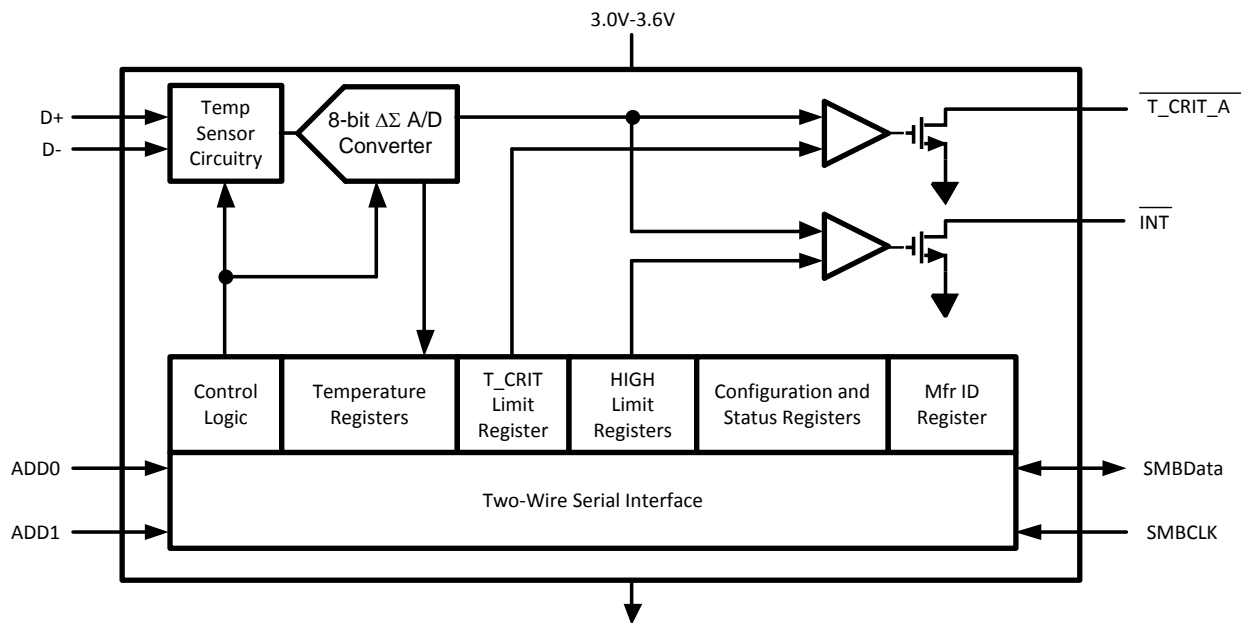 3.0V-3.6V
D+
D-
Temp
Sensor
Circuitry
8-bit ΔΣ A/D
Converter
T_CRIT_A
INT
Control
Logic
Temperature
Registers
T_CRIT
Limit
Register
HIGH
Limit
Registers
Configuration and
Status Registers
Mfr ID
Register
ADD0
ADD1
Two-Wire Serial Interface
SMBData
SMBCLK